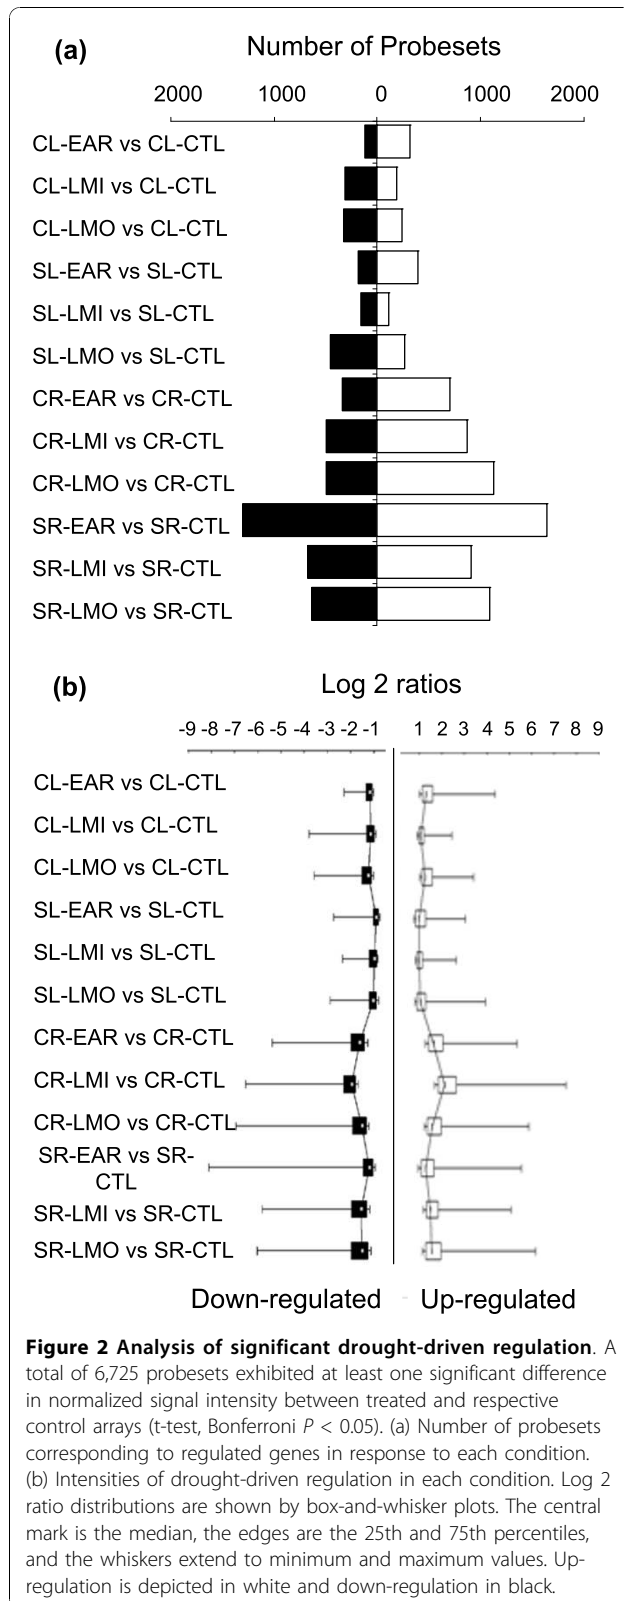 (a) Number of Probesets
2000 1000 0 1000 2000
CL-EAR vs CL-CTL
CL-LMI vs CL-CTL
CL-LMO vs CL-CTL
SL-EAR vs SL-CTL
SL-LMI vs SL-CTL
SL-LMO vs SL-CTL
CR-EAR vs CR-CTL
CR-LMI vs CR-CTL
CR-LMO vs CR-CTL
SR-EAR vs SR-CTL
SR-LMI vs SR-CTL
SR-LMO vs SR-CTL
(b) Log 2 ratios
-9 -8 -7 -6 -5 -4 -3 -2 -1 1 2 3 4 5 6 7 8 9
CL-EAR vs CL-CTL
CL-LMI vs CL-CTL
CL-LMO vs CL-CTL
SL-EAR vs SL-CTL
SL-LMI vs SL-CTL
SL-LMO vs SL-CTL
CR-EAR vs CR-CTL
CR-LMI vs CR-CTL
CR-LMO vs CR-CTL
SR-EAR vs SR-
CTL
SR-LMI vs SR-CTL
SR-LMO vs SR-CTL
Down-regulated Up-regulated
Figure 2 Analysis of significant drought-driven regulation. A
total of 6,725 probesets exhibited at least one significant difference
in normalized signal intensity between treated and respective
control arrays (t-test, Bonferroni P < 0.05). (a) Number of probesets
corresponding to regulated genes in response to each condition.
(b) Intensities of drought-driven regulation in each condition. Log 2
ratio distributions are shown by box-and-whisker plots. The central
mark is the median, the edges are the 25th and 75th percentiles,
and the whiskers extend to minimum and maximum values. Up-
regulation is depicted in white and down-regulation in black.